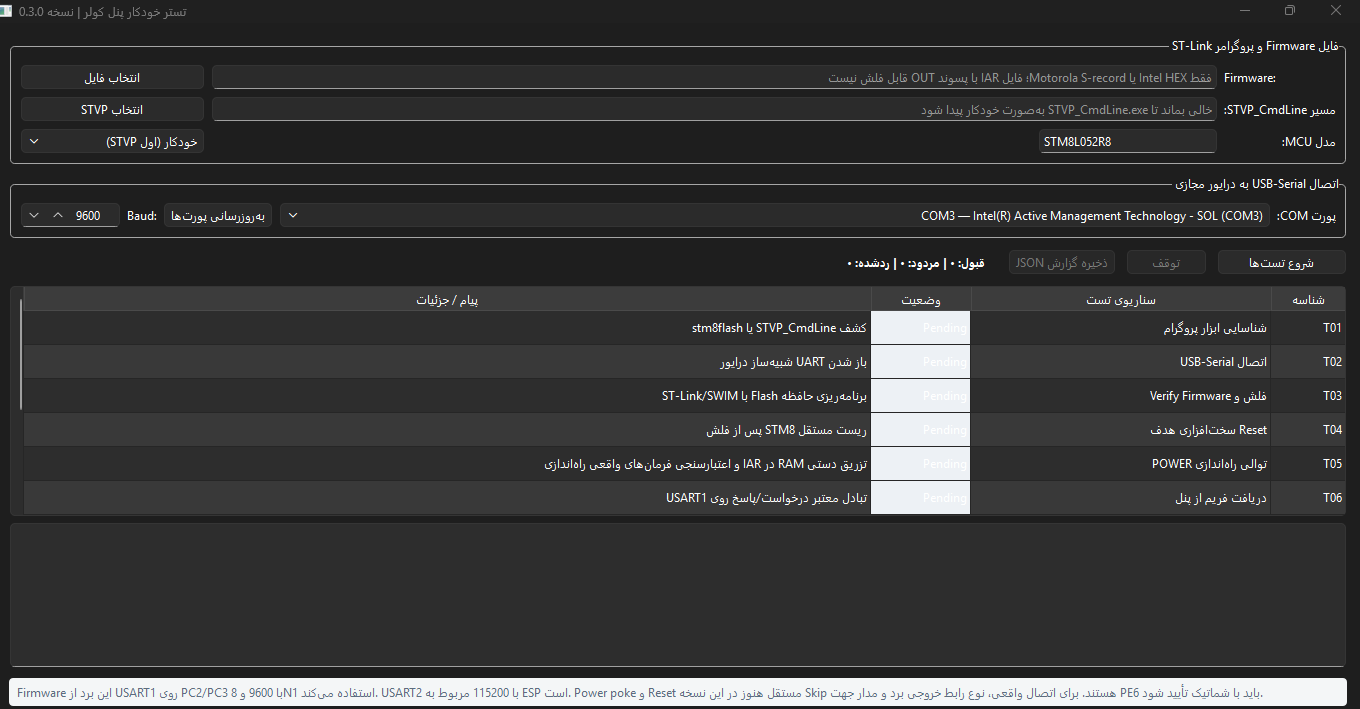 تستر خودکار پنل کولر | نسخه 0.3.0
فایل Firmware و پروگرامر ST-Link
Firmware:
فقط Intel HEX یا Motorola S-record؛ فایل IAR با پسوند OUT قابل فلش نیست
انتخاب فایل
مسیر STVP_CmdLine:
خالی بماند تا STVP_CmdLine.exe به‌صورت خودکار پیدا شود
انتخاب STVP
مدل MCU:
STM8L052R8
خودکار (اول STVP)
اتصال USB-Serial به درایور مجازی
پورت COM:
COM3 — Intel(R) Active Management Technology - SOL (COM3)
به‌روزرسانی پورت‌ها
Baud:
9600
شروع تست‌ها
توقف
ذخیره گزارش JSON
قبول: ۰ | مردود: ۰ | ردشده: ۰
شناسه سناریوی تست وضعیت پیام / جزئیات
T01 شناسایی ابزار پروگرام Pending کشف STVP_CmdLine یا stm8flash
T02 اتصال USB-Serial Pending باز شدن UART شبیه‌ساز درایور
T03 فلش و Verify Firmware Pending برنامه‌ریزی حافظه Flash با ST-Link/SWIM
T04 Reset سخت‌افزاری هدف Pending ریست مستقل STM8 پس از فلش
T05 توالی راه‌اندازی POWER Pending تزریق دستی RAM در IAR و اعتبارسنجی فرمان‌های واقعی راه‌اندازی
T06 دریافت فریم از پنل Pending تبادل معتبر درخواست/پاسخ روی USART1
Firmware این برد از USART1 روی PC2/PC3 با 9600 و 8N1 استفاده می‌کند. USART2 مربوط به ESP با 115200 است. Power poke و Reset مستقل هنوز در این نسخه Skip هستند. برای اتصال واقعی، نوع رابط خروجی برد و مدار جهت PE6 باید با شماتیک تأیید شود.